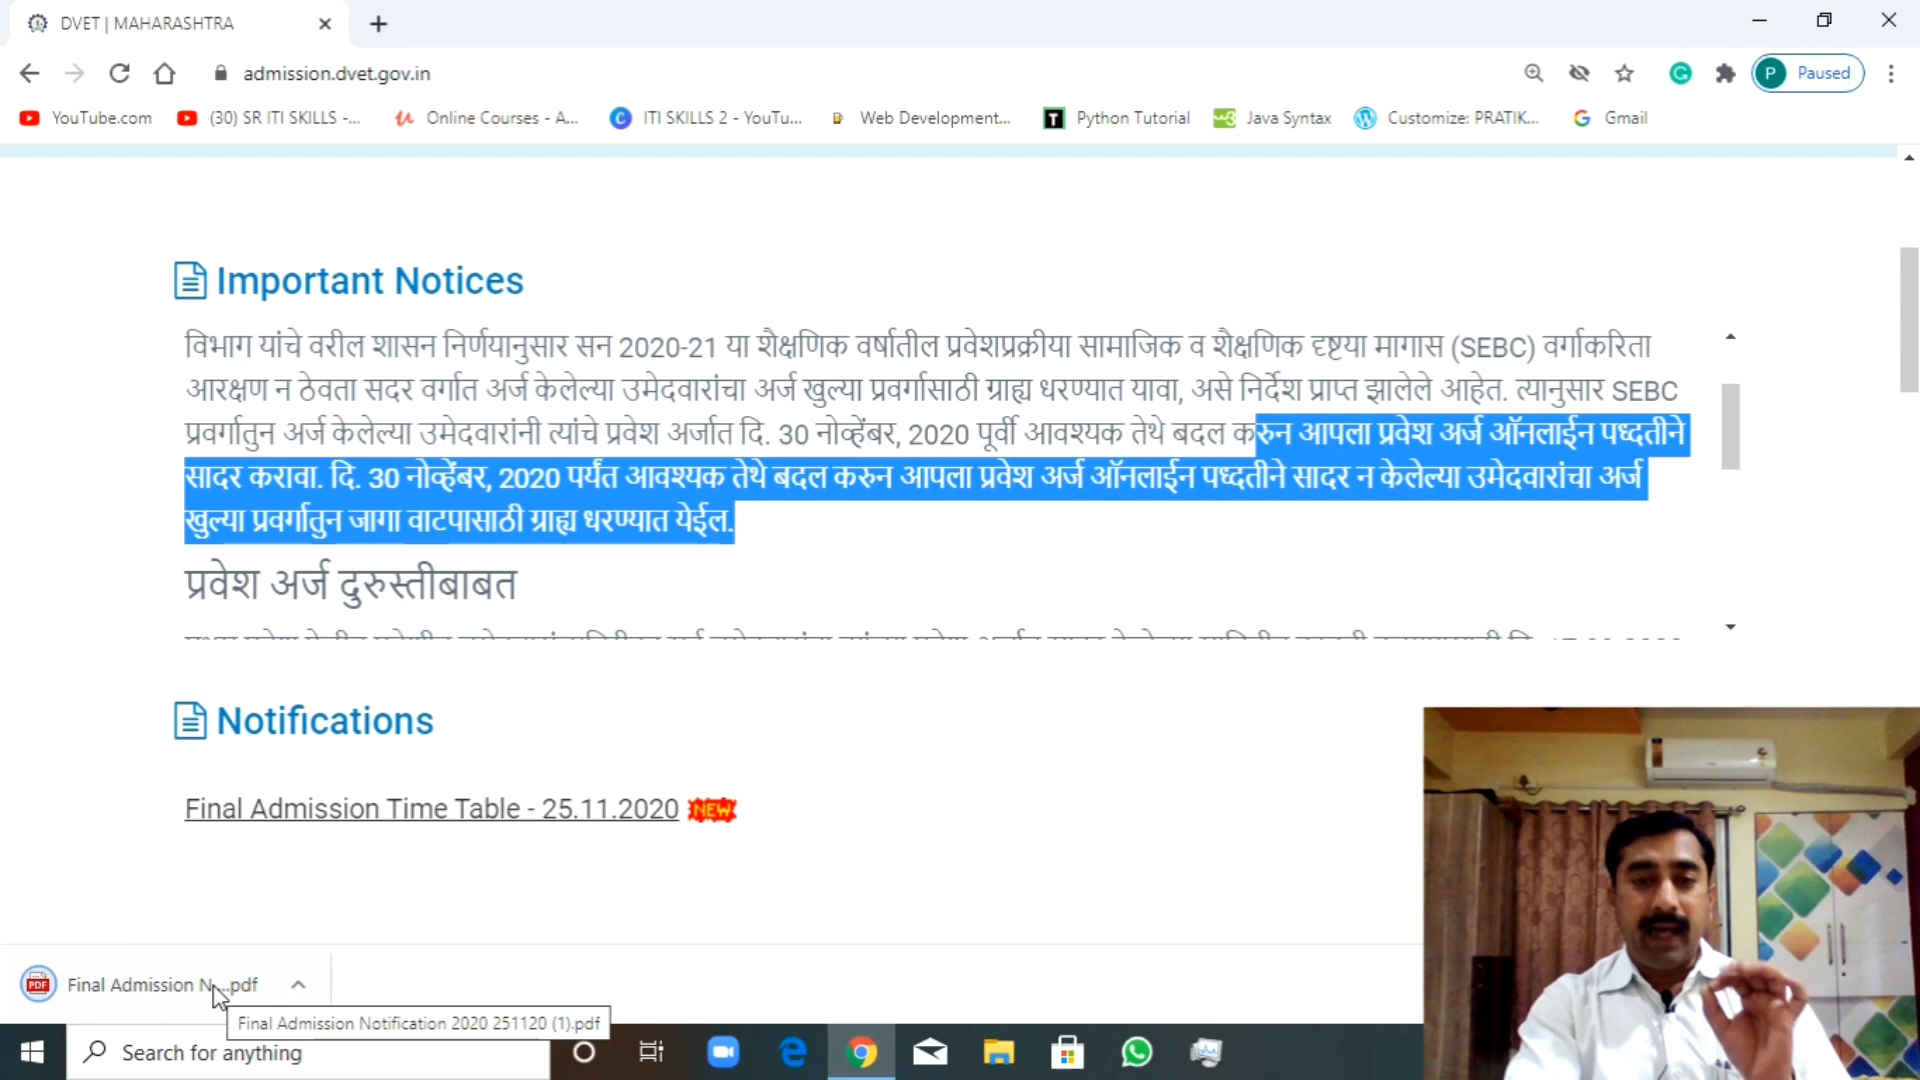 DVET | MAHARASHTRA
admission.dvet.gov.in
P Paused
YouTube.com
(30) SR ITI SKILLS -...
Online Courses - A...
ITI SKILLS 2 - YouTu...
Web Development...
Python Tutorial
Java Syntax
Customize: PRATIK...
Gmail
Important Notices
विभाग यांचे वरील शासन निर्णयानुसार सन 2020-21 या शैक्षणिक वर्षातील प्रवेशप्रक्रीया सामाजिक व शैक्षणिक दृष्टया मागास (SEBC) वर्गाकरिता
आरक्षण न ठेवता सदर वर्गात अर्ज केलेल्या उमेदवारांचा अर्ज खुल्या प्रवर्गासाठी ग्राह्य धरण्यात यावा, असे निर्देश प्राप्त झालेले आहेत. त्यानुसार SEBC
प्रवर्गातुन अर्ज केलेल्या उमेदवारांनी त्यांचे प्रवेश अर्जात दि. 30 नोव्हेंबर, 2020 पूर्वी आवश्यक तेथे बदल करुन आपला प्रवेश अर्ज ऑनलाईन पध्दतीने
सादर करावा. दि. 30 नोव्हेंबर, 2020 पर्यंत आवश्यक तेथे बदल करुन आपला प्रवेश अर्ज ऑनलाईन पध्दतीने सादर न केलेल्या उमेदवारांचा अर्ज
खुल्या प्रवर्गातुन जागा वाटपासाठी ग्राह्य धरण्यात येईल.
प्रवेश अर्ज दुरुस्तीबाबत
Notifications
Final Admission Time Table - 25.11.2020 NEW
PDF Final Admission N...pdf
Final Admission Notification 2020 251120 (1).pdf
Search for anything